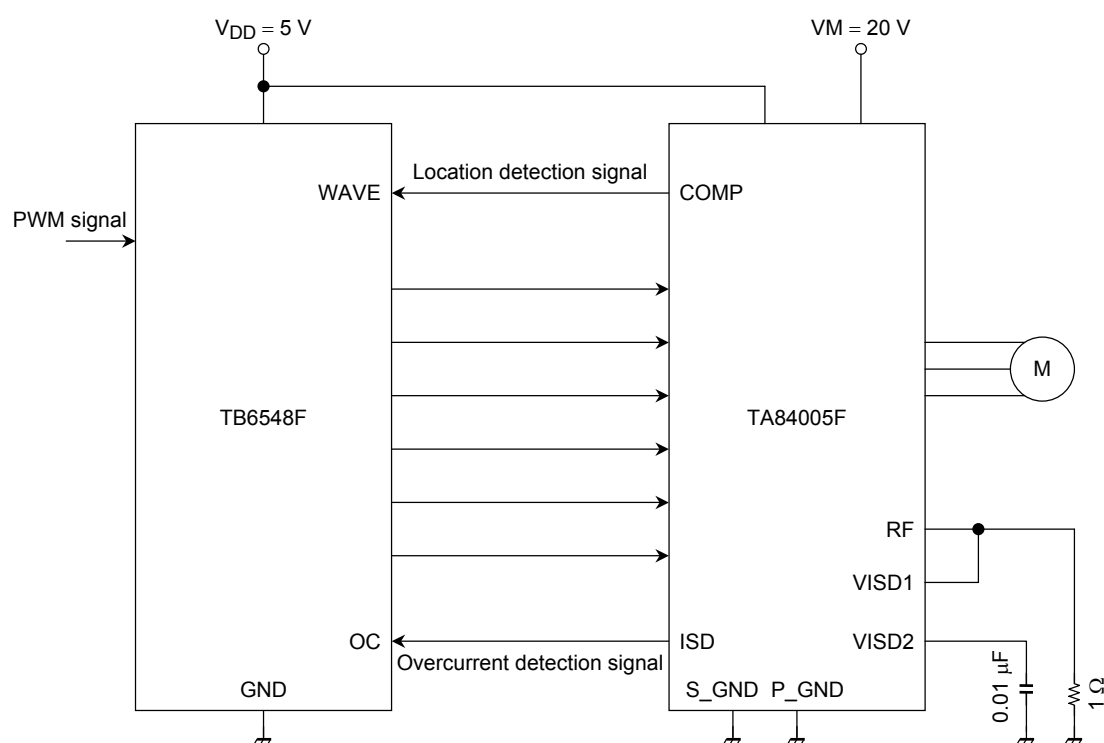 VDD = 5 V
VM = 20 V
Location detection signal
WAVE
COMP
PWM signal
M
TB6548F
TA84005F
RF
VISD1
OC
ISD
VISD2
Overcurrent detection signal
GND
S_GND
P_GND
0.01 μF
1 Ω